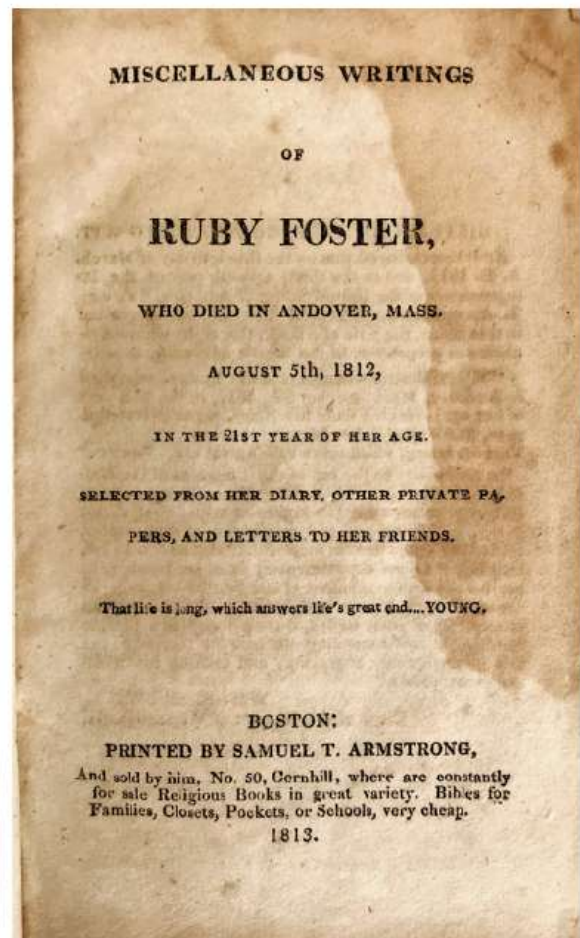 MISCELLANEOUS WRITINGS
OF
RUBY FOSTER,
WHO DIED IN ANDOVER, MASS.
AUGUST 5th, 1812,
IN THE 21ST YEAR OF HER AGE.
SELECTED FROM HER DIARY, OTHER PRIVATE PA-
PERS, AND LETTERS TO HER FRIENDS.
That life is long, which answers life's great end....YOUNG.
BOSTON:
PRINTED BY SAMUEL T. ARMSTRONG,
And sold by him, No. 50, Cornhill, where are constantly
for sale Religious Books in great variety. Bibles for
Families, Closets, Pockets, or Schools, very cheap.
1813.